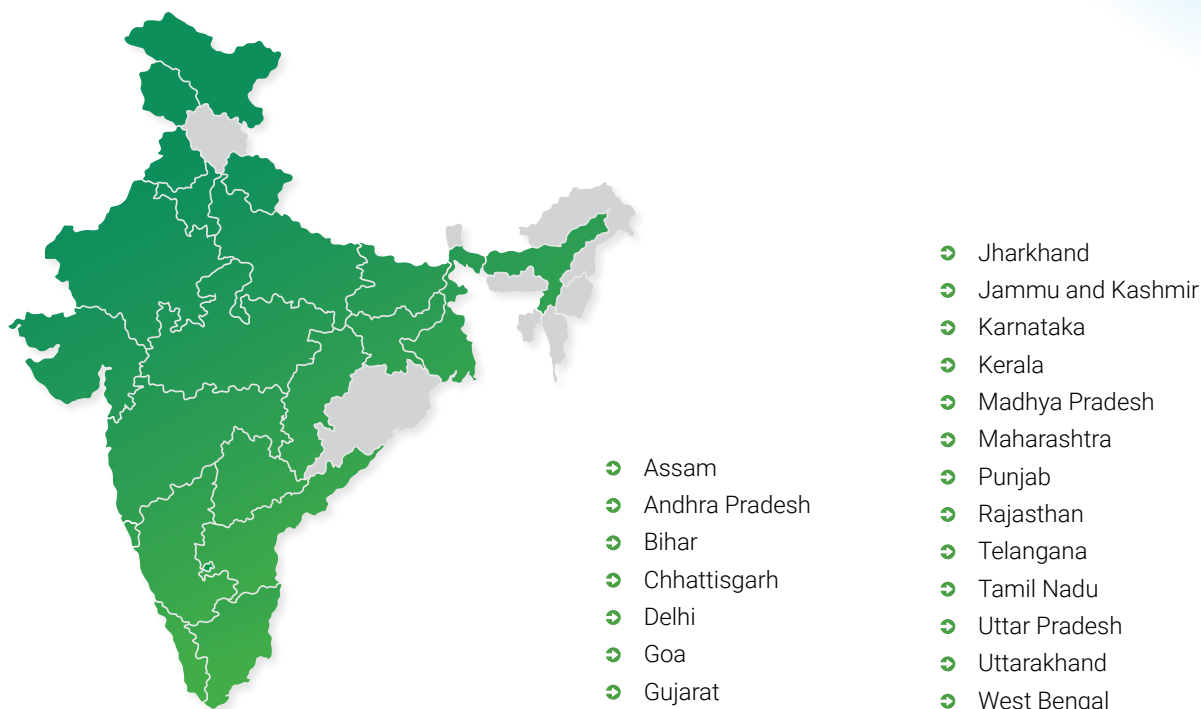 Assam
Andhra Pradesh
Bihar
Chhattisgarh
Delhi
Goa
Gujarat
Jharkhand
Jammu and Kashmir
Karnataka
Kerala
Madhya Pradesh
Maharashtra
Punjab
Rajasthan
Telangana
Tamil Nadu
Uttar Pradesh
Uttarakhand
West Bengal